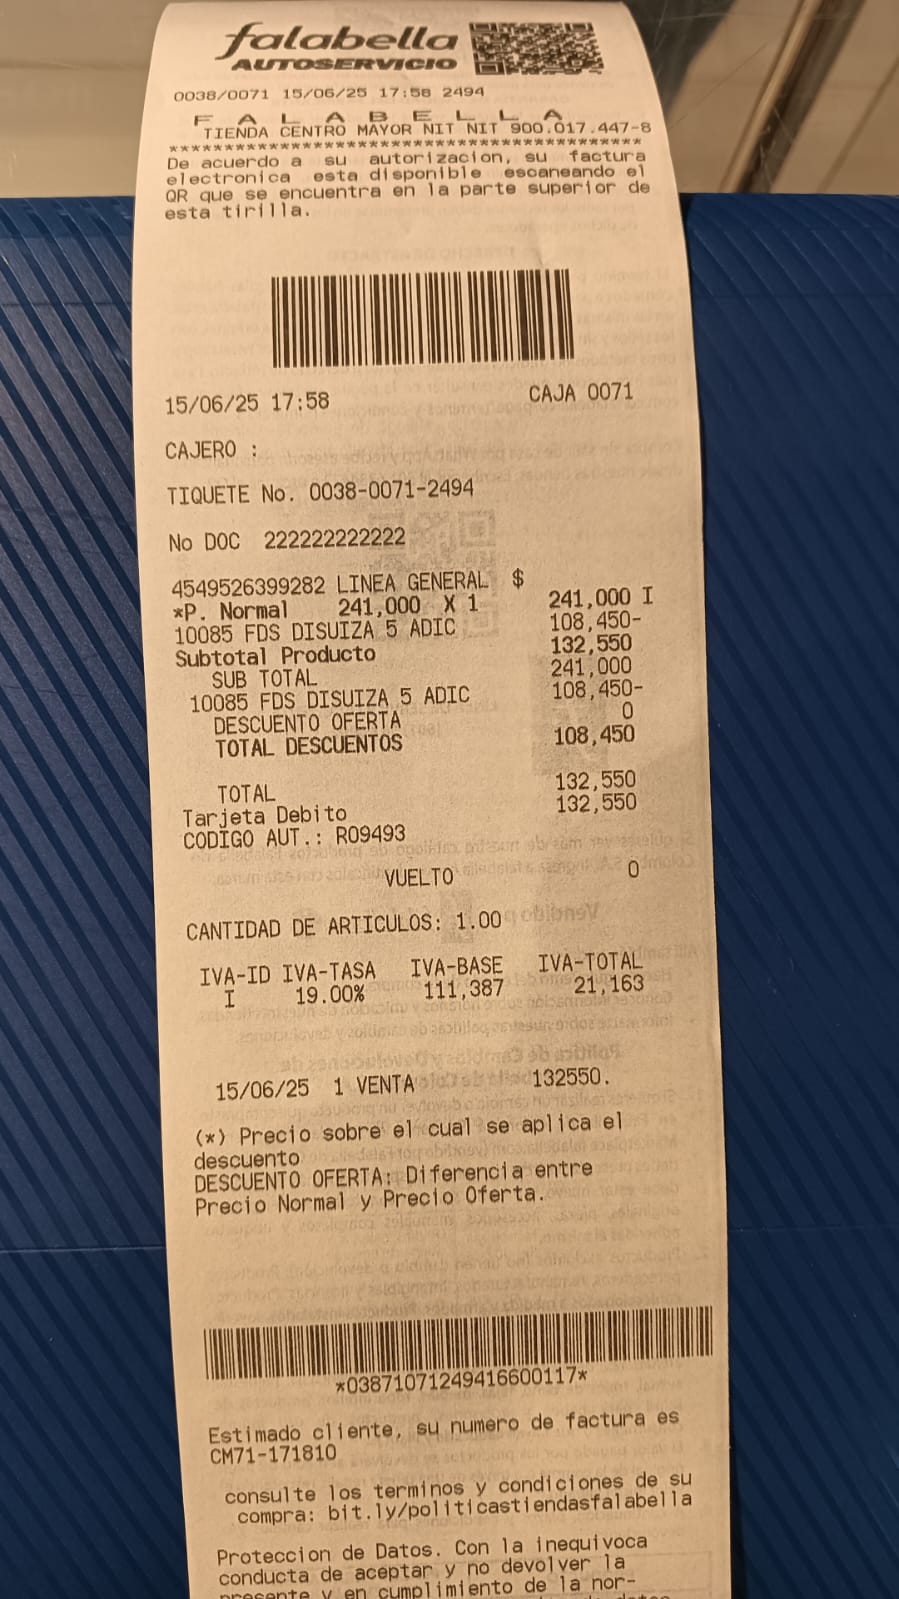 falabella
AUTOSERVICIO
0038/0071 15/06/25 17:58 2494
F A L A B E L L A
TIENDA CENTRO MAYOR NIT NIT 900.017.447-8
******************************************
De acuerdo a su autorizacion, su factura
electronica esta disponible escaneando el
QR que se encuentra en la parte superior de
esta tirilla.
15/06/25 17:58 CAJA 0071
CAJERO :
TIQUETE No. 0038-0071-2494
No DOC 222222222222
4549526399282 LINEA GENERAL $
*P. Normal 241,000 X 1 241,000 I
10085 FDS DISUIZA 5 ADIC 108,450-
Subtotal Producto 132,550
SUB TOTAL 241,000
10085 FDS DISUIZA 5 ADIC 108,450-
DESCUENTO OFERTA 0
TOTAL DESCUENTOS 108,450
TOTAL 132,550
Tarjeta Debito 132,550
CODIGO AUT.: R09493
VUELTO 0
CANTIDAD DE ARTICULOS: 1.00
IVA-ID IVA-TASA IVA-BASE IVA-TOTAL
I 19.00% 111,387 21,163
15/06/25 1 VENTA 132550.
(*) Precio sobre el cual se aplica el
descuento
DESCUENTO OFERTA: Diferencia entre
Precio Normal y Precio Oferta.
*03871071249416600117*
Estimado cliente, su numero de factura es
CM71-171810
consulte los terminos y condiciones de su
compra: bit.ly/politicastiendasfalabella
Proteccion de Datos. Con la inequivoca
conducta de aceptar y no devolver la
presente y en cumplimiento de la nor-